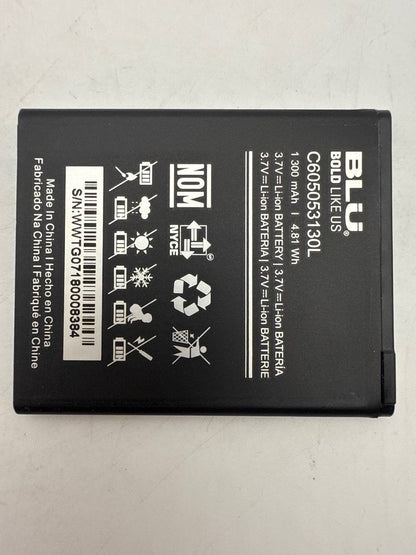 BLU
BOLD LIKE US
C605053130L
1 300 mAh I 4.81 Wh
3.7V⎓Li-ion BATTERY | 3.7V⎓Li-ion BATERÍA
3.7V⎓Li-ion BATERIA | 3.7V⎓Li-ion BATTERIE
NOM
NYCE
S/N:WWTG07180008384
Made In China I Hecho en China
Fabricado Na China I Fabriqué en Chine